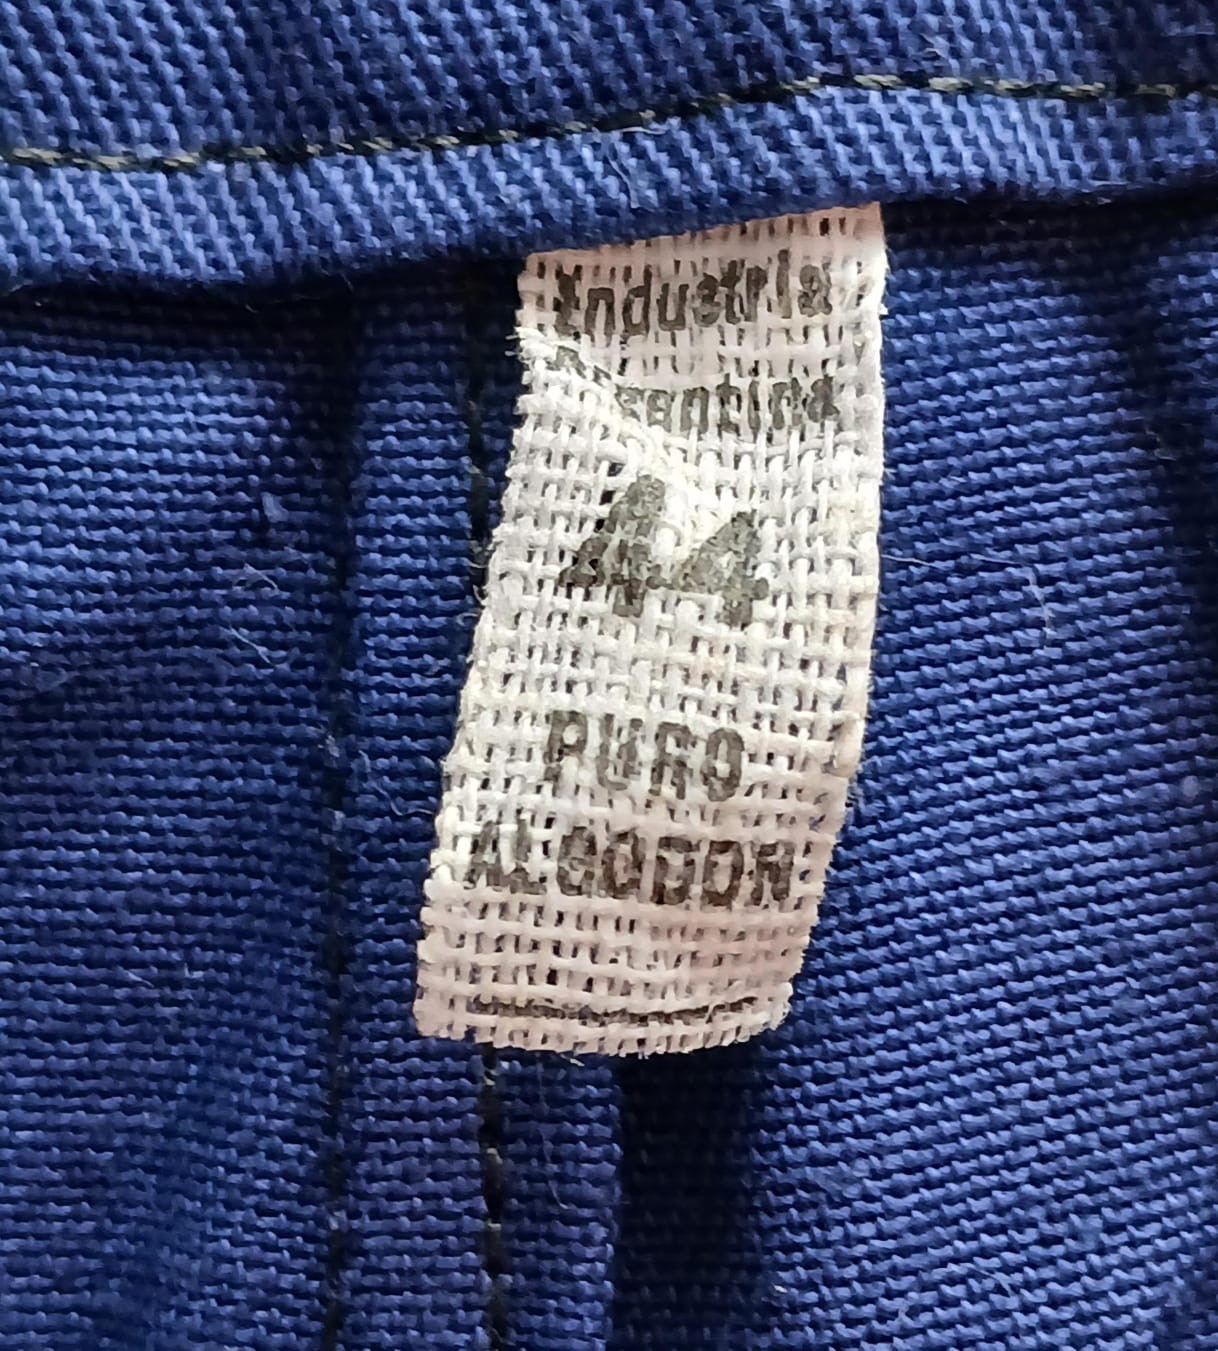 Industria
Argentina
44
PURO
ALGODON